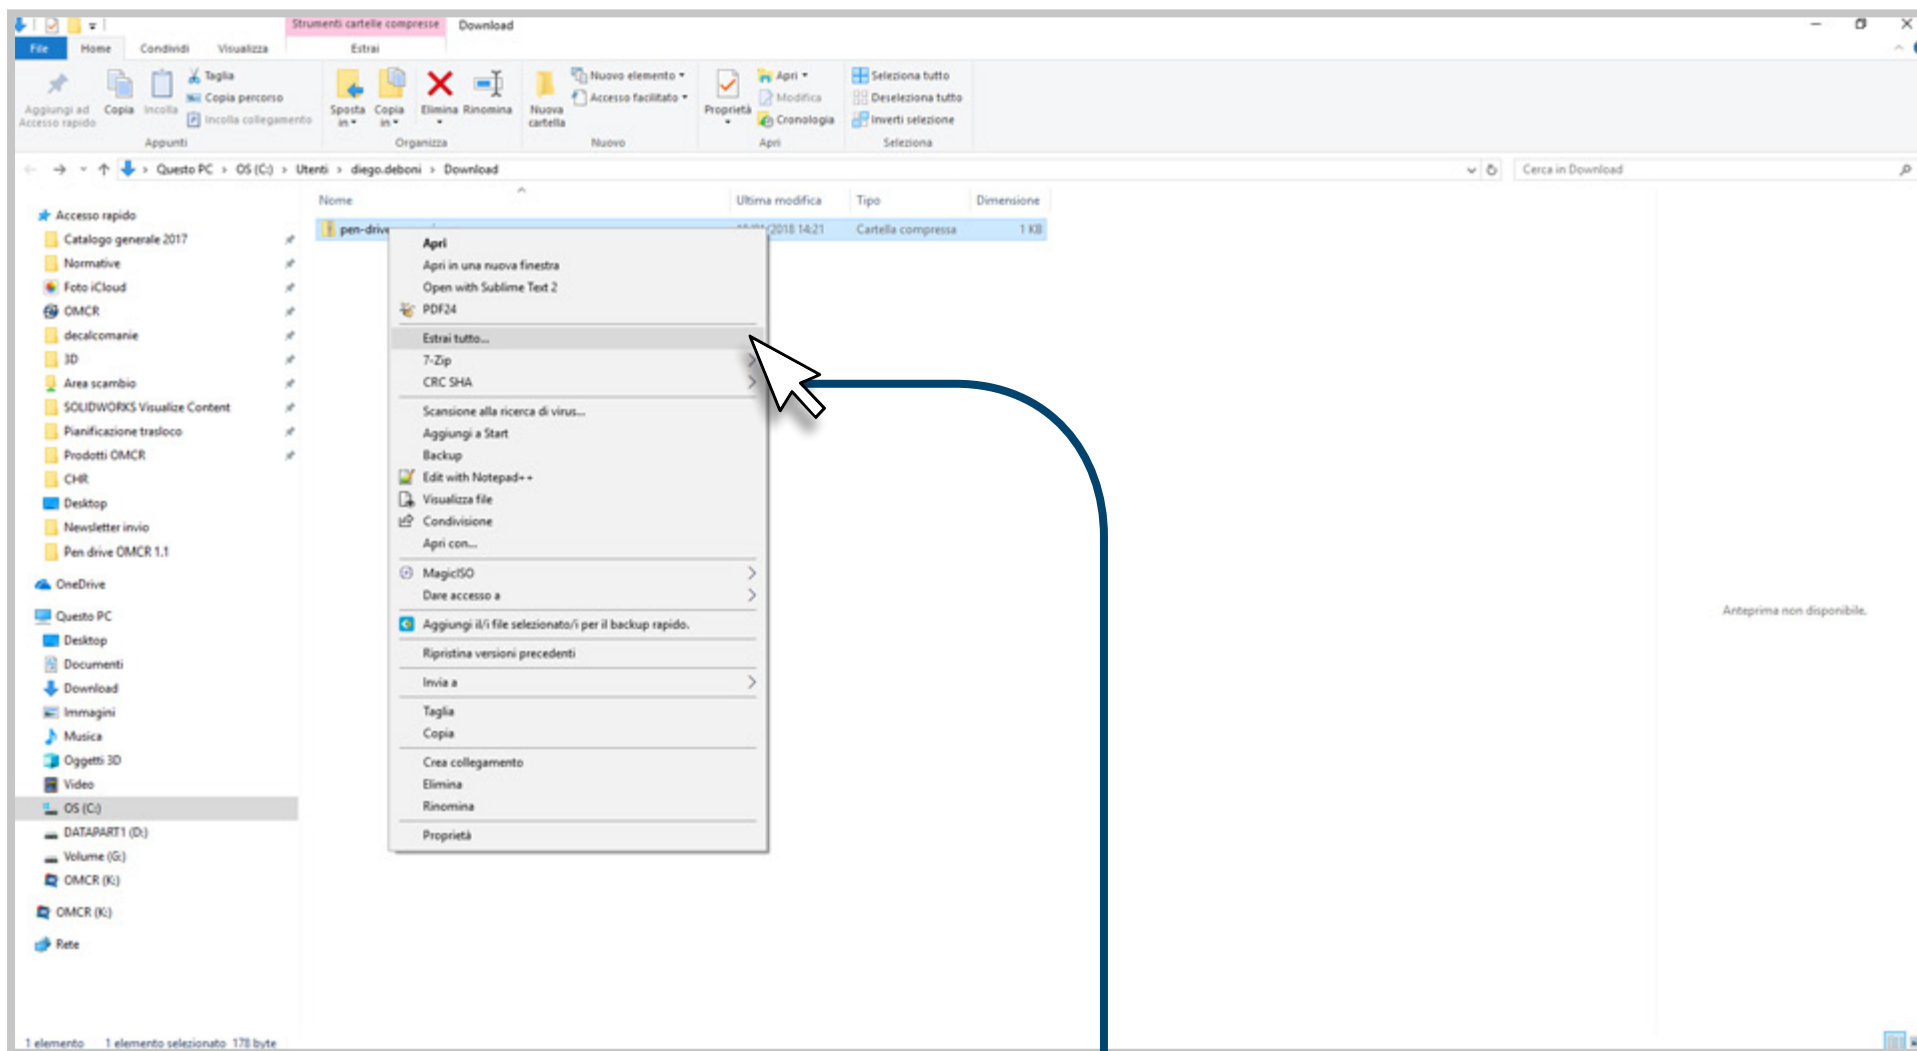 Strumenti cartelle compresse Download
File Home Condividi Visualizza Estrai
Aggiungi ad Accesso rapido
Copia
Incolla
Taglia
Copia percorso
Incolla collegamento
Appunti
Sposta in
Copia in
Elimina
Rinomina
Organizza
Nuova cartella
Nuovo elemento
Accesso facilitato
Nuovo
Proprietà
Apri
Modifica
Cronologia
Apri
Seleziona tutto
Deseleziona tutto
Inverti selezione
Seleziona
Questo PC > OS (C:) > Utenti > diego.deboni > Download
Cerca in Download
Nome Ultima modifica Tipo Dimensione
pen-drive 2018 14:21 Cartella compressa 1 KB
Accesso rapido
Catalogo generale 2017
Normative
Foto iCloud
OMCR
decalcomanie
3D
Area scambio
SOLIDWORKS Visualize Content
Pianificazione trasloco
Prodotti OMCR
CHR
Desktop
Newsletter invio
Pen drive OMCR 1.1
OneDrive
Questo PC
Desktop
Documenti
Download
Immagini
Musica
Oggetti 3D
Video
OS (C:)
DATAPART1 (D:)
Volume (G:)
OMCR (K:)
OMCR (K:)
Rete
Apri
Apri in una nuova finestra
Open with Sublime Text 2
PDF24
Estrai tutto...
7-Zip
CRC SHA
Scansione alla ricerca di virus...
Aggiungi a Start
Backup
Edit with Notepad++
Visualizza file
Condivisione
Apri con...
MagicISO
Dare accesso a
Aggiungi il/i file selezionato/i per il backup rapido.
Ripristina versioni precedenti
Invia a
Taglia
Copia
Crea collegamento
Elimina
Rinomina
Proprietà
Anteprima non disponibile.
1 elemento 1 elemento selezionato 178 byte